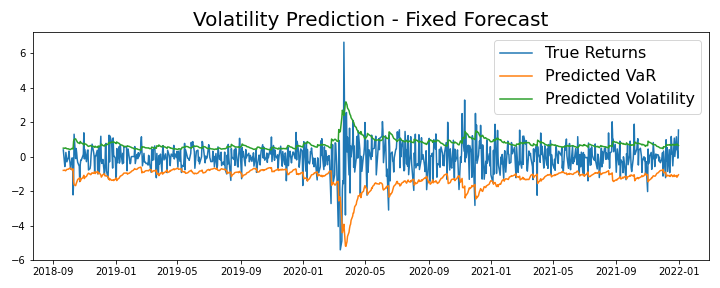 Volatility Prediction - Fixed Forecast
True Returns
Predicted VaR
Predicted Volatility
6
4
2
0
−2
−4
−6
2018-09 2019-01 2019-05 2019-09 2020-01 2020-05 2020-09 2021-01 2021-05 2021-09 2022-01